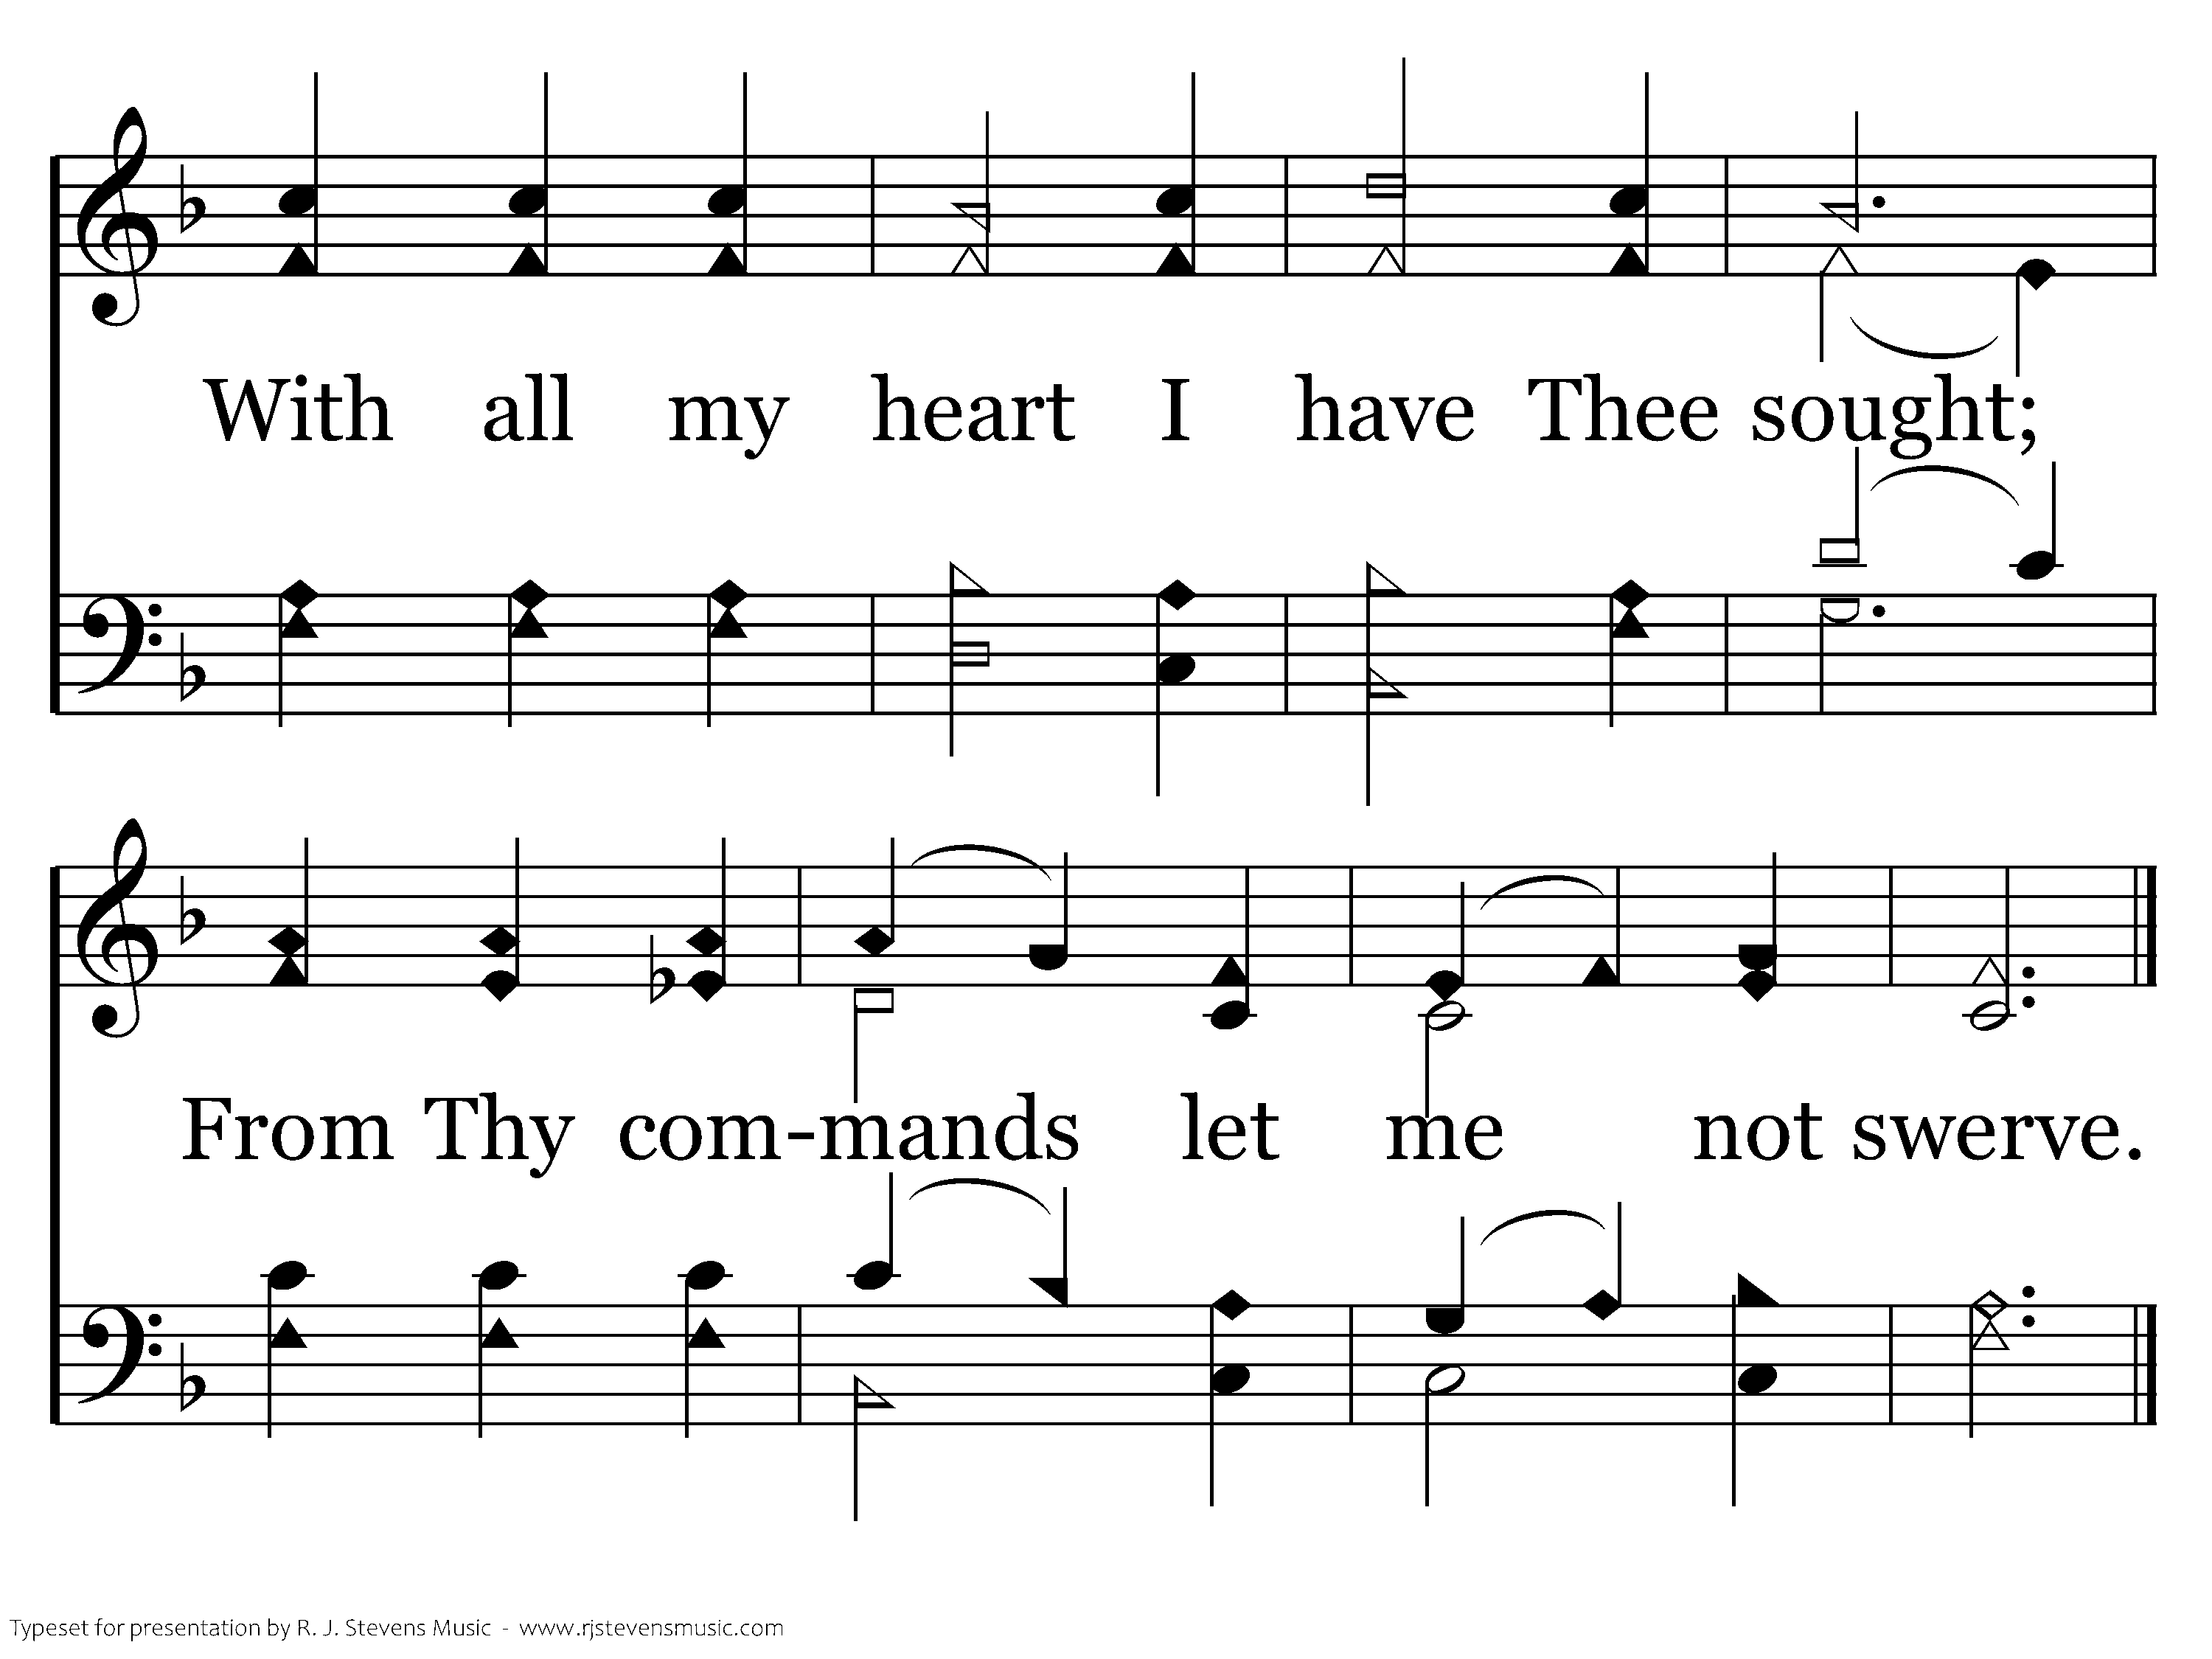 With all my heart I have Thee sought;
From Thy com-mands let me not swerve.
Typeset for presentation by R. J. Stevens Music - www.rjstevensmusic.com